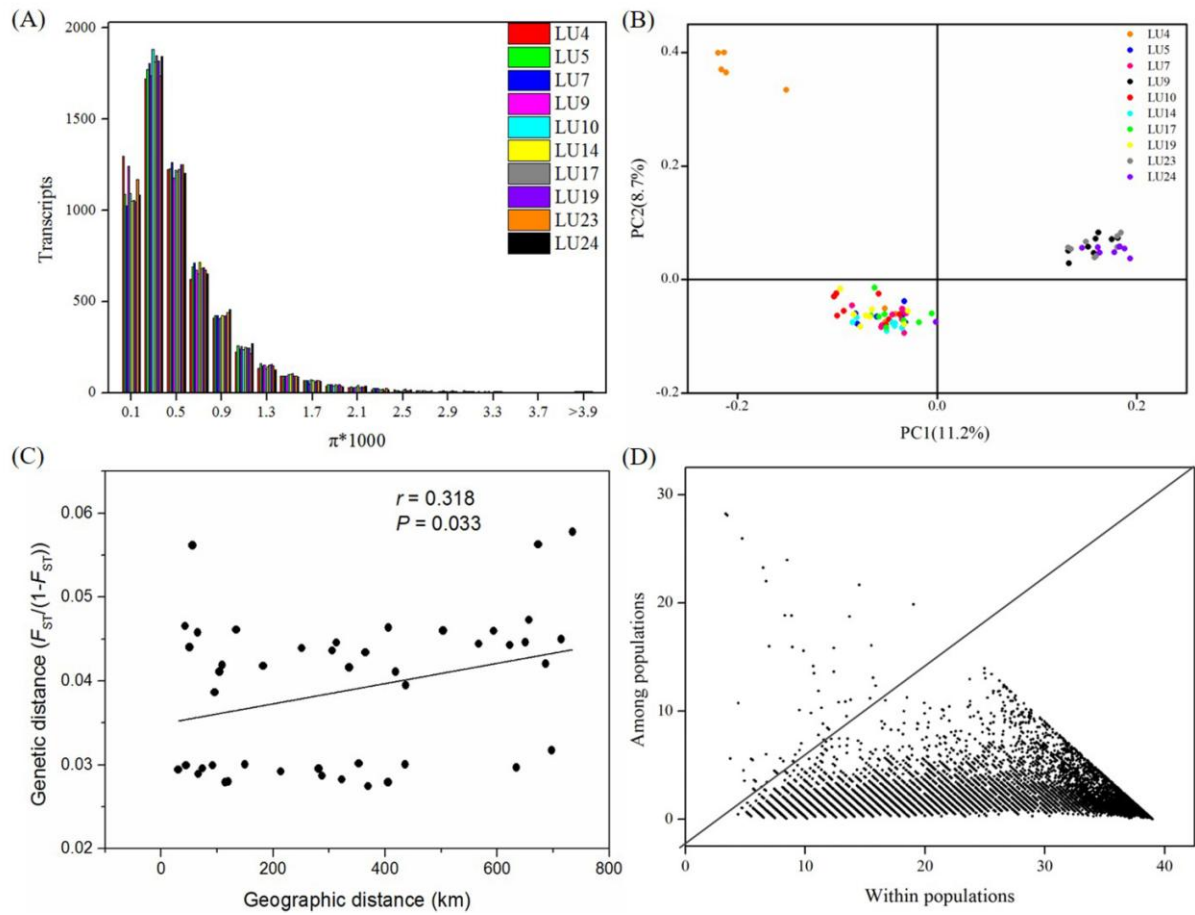 (A)
2000
1500
1000
500
0
Transcripts
0.1 0.5 0.9 1.3 1.7 2.1 2.5 2.9 3.3 3.7 >3.9
π*1000
LU4
LU5
LU7
LU9
LU10
LU14
LU17
LU19
LU23
LU24
(B)
0.4
0.2
0.0
-0.2
PC2(8.7%)
-0.2 0.0 0.2
PC1(11.2%)
LU4
LU5
LU7
LU9
LU10
LU14
LU17
LU19
LU23
LU24
(C)
r = 0.318
P = 0.033
0.06
0.05
0.04
0.03
0.02
Genetic distance (FST/(1-FST))
0 100 200 300 400 500 600 700 800
Geographic distance (km)
(D)
30
20
10
0
Among populations
0 10 20 30 40
Within populations